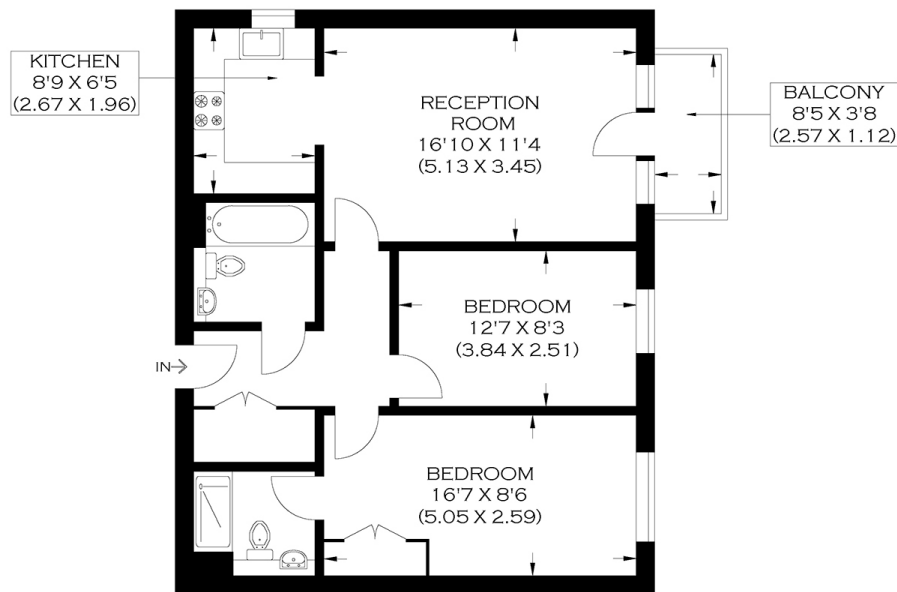 KITCHEN
8'9 X 6'5
(2.67 X 1.96)
RECEPTION
ROOM
16'10 X 11'4
(5.13 X 3.45)
BALCONY
8'5 X 3'8
(2.57 X 1.12)
BEDROOM
12'7 X 8'3
(3.84 X 2.51)
IN
BEDROOM
16'7 X 8'6
(5.05 X 2.59)